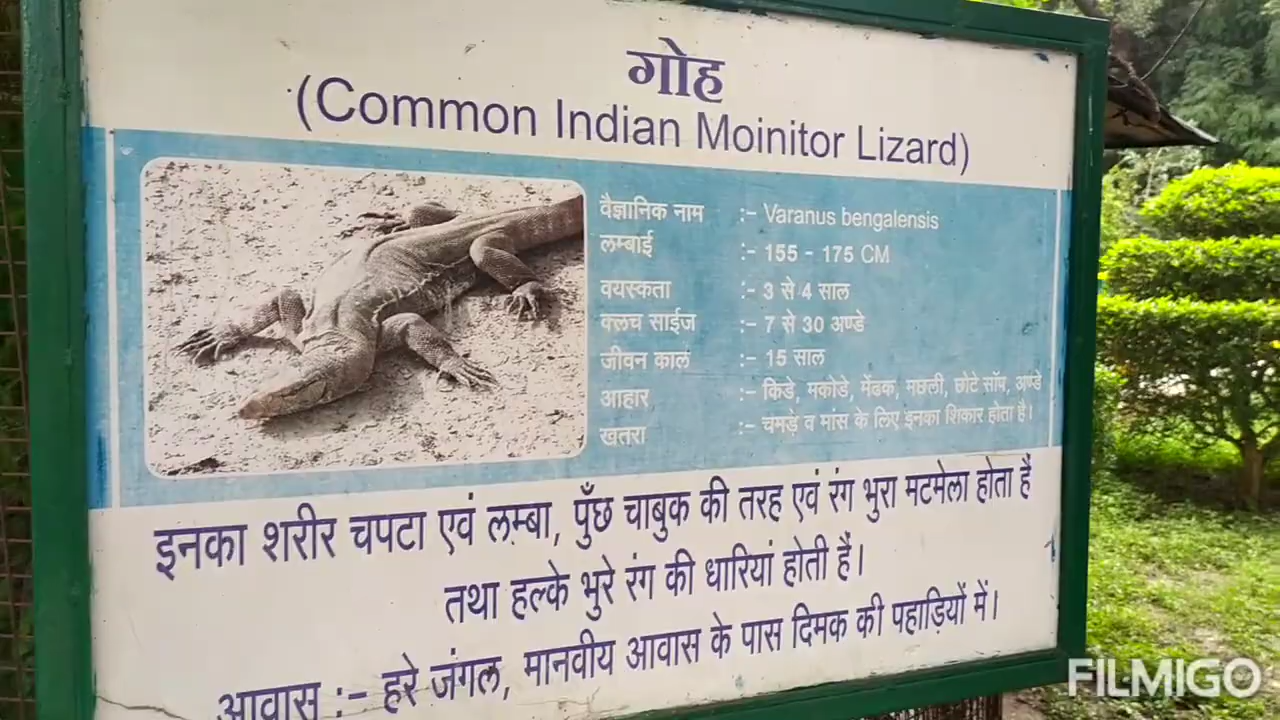 गोह
(Common Indian Moinitor Lizard)
वैज्ञानिक नाम :- Varanus bengalensis
लम्बाई :- 155 - 175 CM
वयस्कता :- 3 से 4 साल
क्लच साईज :- 7 से 30 अण्डे
जीवन काल :- 15 साल
आहार :- किडे, मकोडे, मेंढक, मछली, छोटे सॉप, अण्डे
खतरा :- चमड़े व मांस के लिए इनका शिकार होता है।
इनका शरीर चपटा एवं लम्बा, पुँछ चाबुक की तरह एवं रंग भुरा मटमेला होता है
तथा हल्के भुरे रंग की धारियां होती हैं।
आवास :- हरे जंगल, मानवीय आवास के पास दिमक की पहाड़ियों में।
FILMIGO